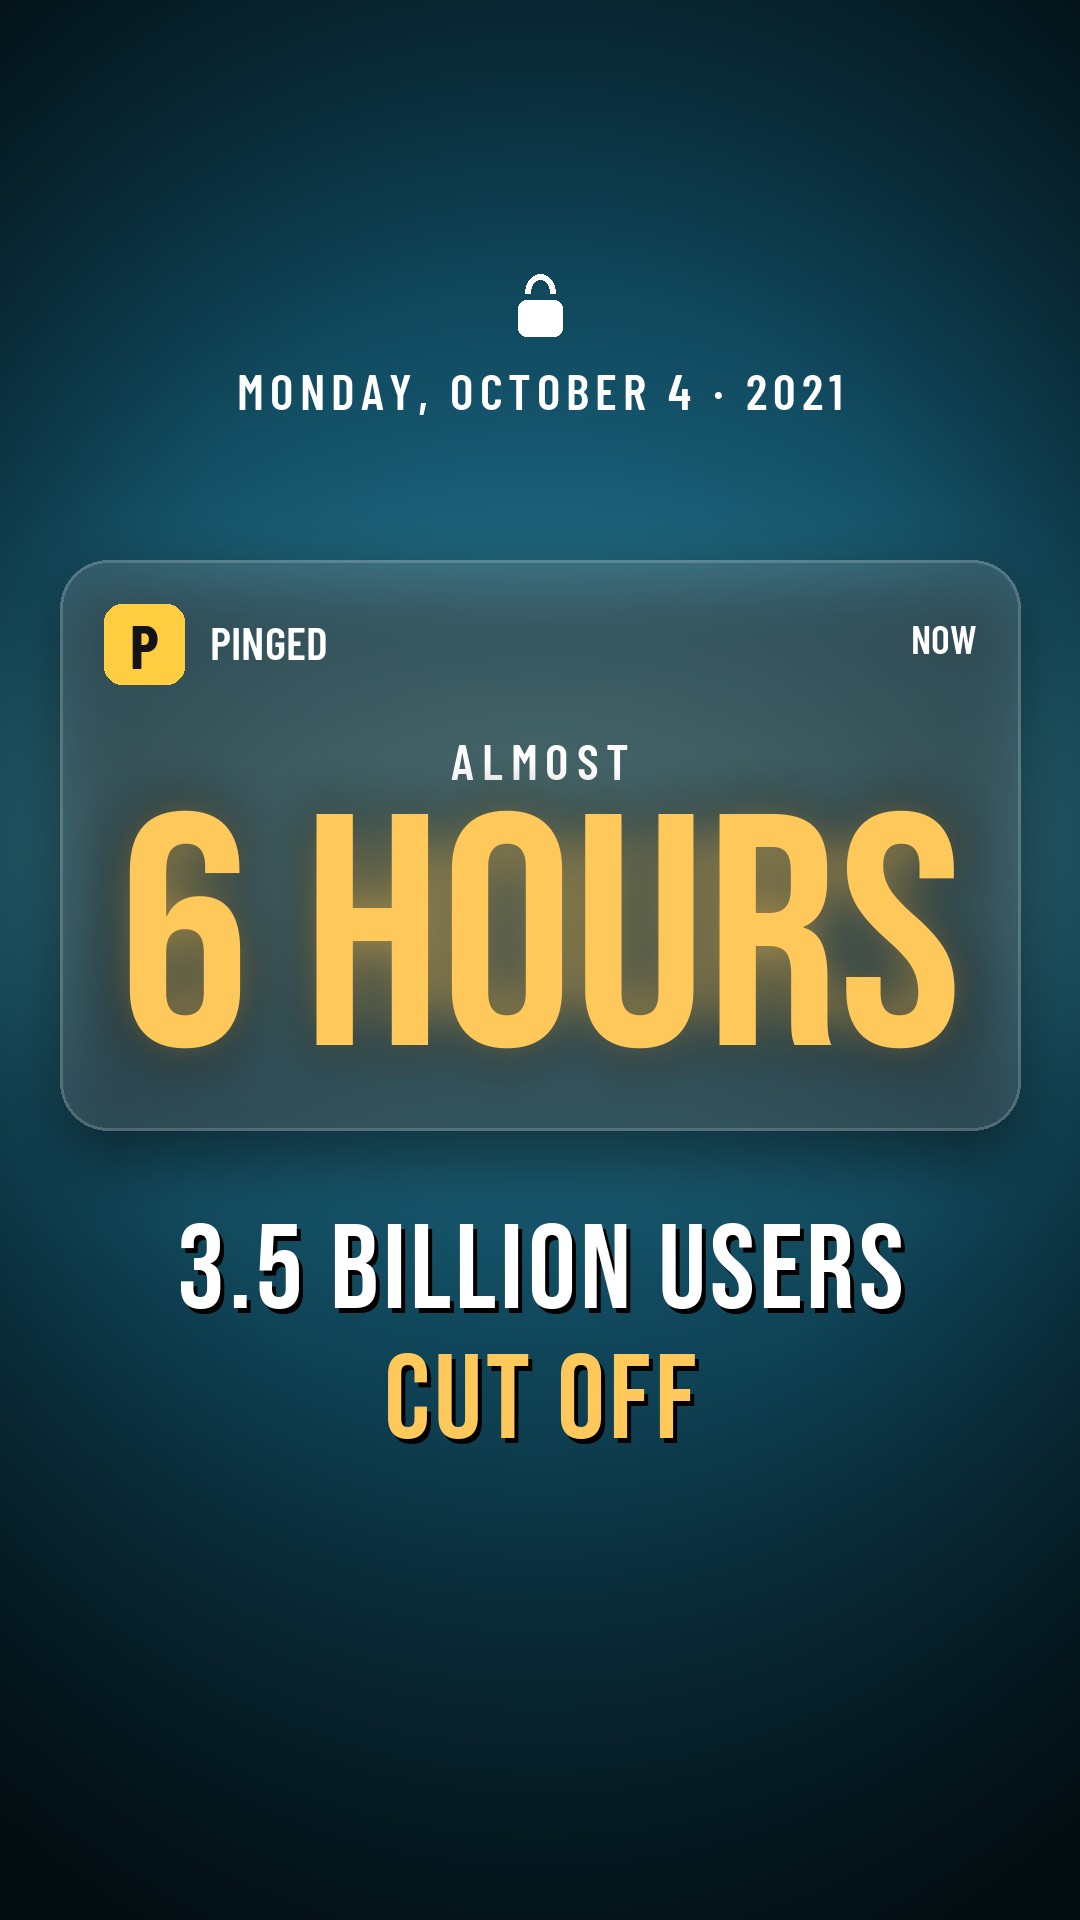 MONDAY, OCTOBER 4 · 2021
P PINGED NOW
ALMOST
6 HOURS
3.5 BILLION USERS
CUT OFF